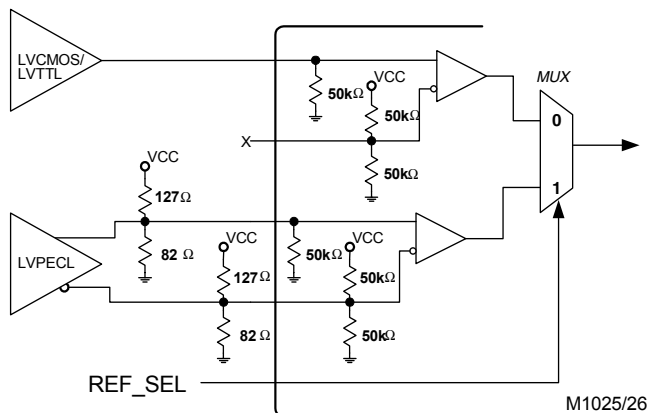 LVCMOS/
LVTTL
VCC
MUX
50kΩ
50kΩ
0
X
VCC
50kΩ
127Ω
1
LVPECL
82 Ω
VCC
VCC
127Ω
50kΩ
50kΩ
82 Ω
50kΩ
REF_SEL
M1025/26